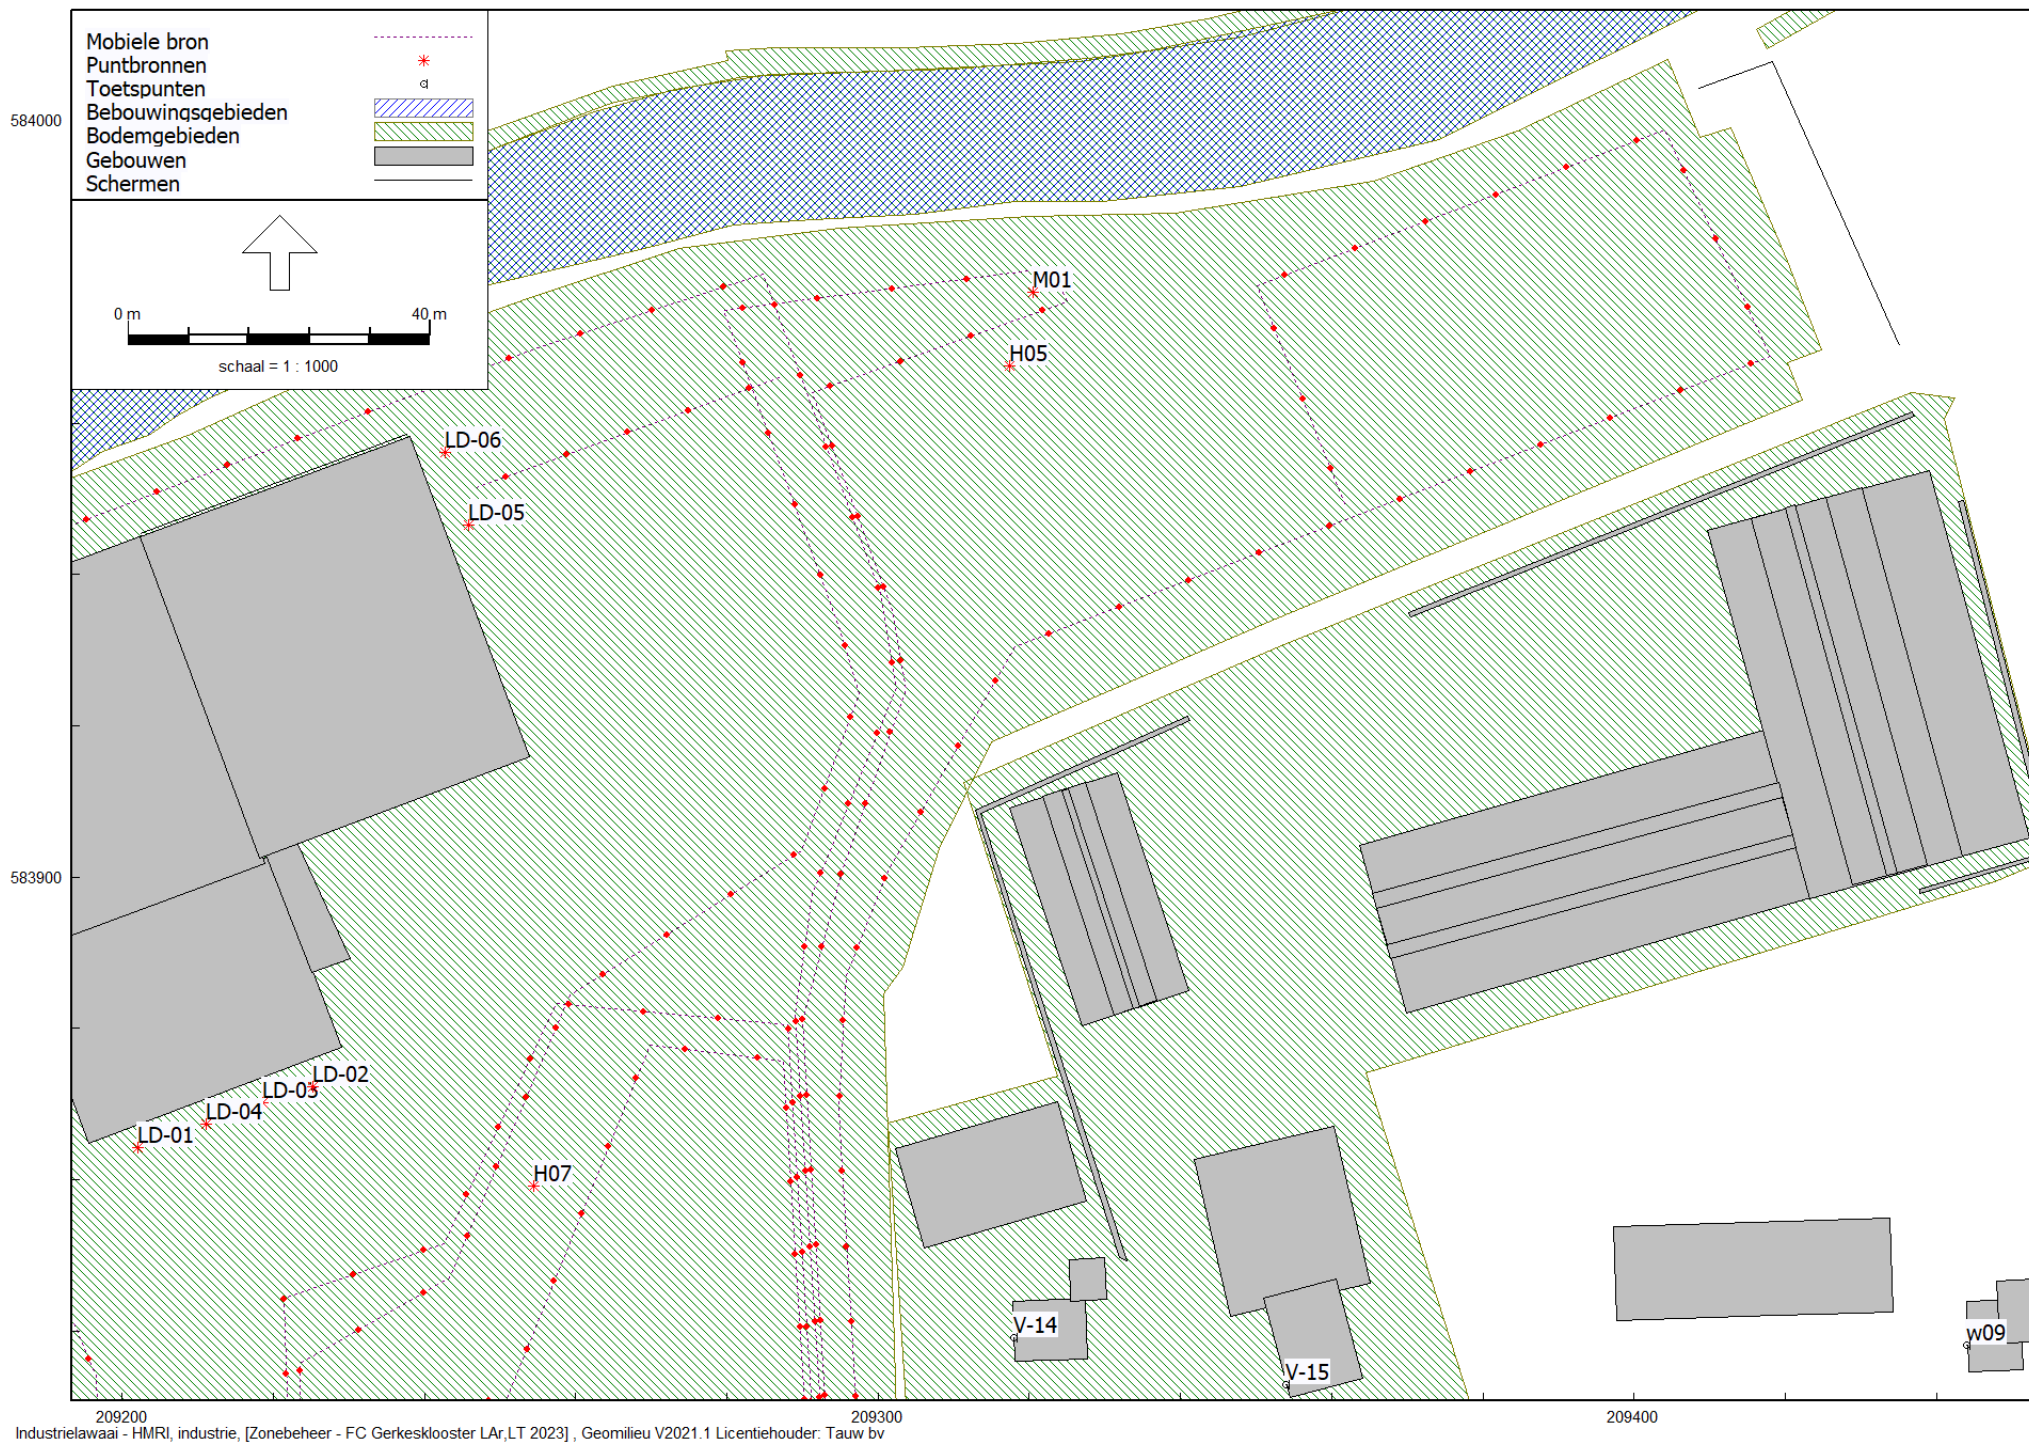 Mobiele bron
Puntbronnen
Toetspunten
Bebouwingsgebieden
Bodemgebieden
Gebouwen
Schermen
0 m 40 m
schaal = 1 : 1000
584000
583900
M01
H05
LD-06
LD-05
LD-02
LD-03
LD-04
LD-01
H07
V-14
V-15
w09
209200 209300 209400
Industrielawaai - HMRI, industrie, [Zonebeheer - FC Gerkesklooster LAr,LT 2023] , Geomilieu V2021.1 Licentiehouder: Tauw bv